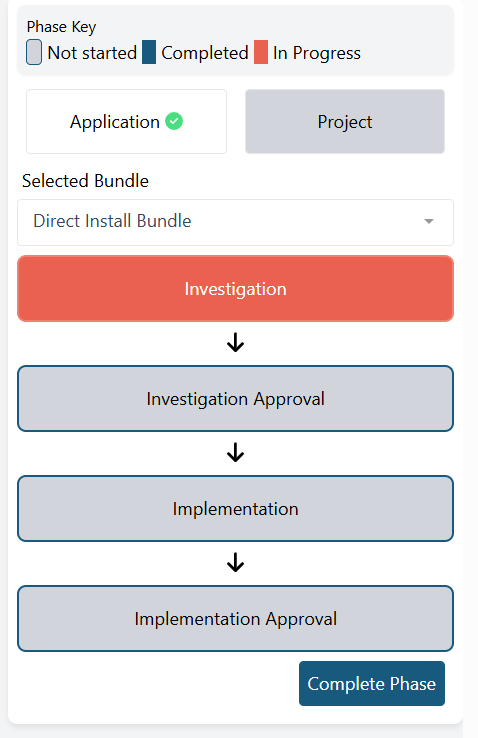 Phase Key
Not started Completed In Progress
Application Project
Selected Bundle
Direct Install Bundle
Investigation
Investigation Approval
Implementation
Implementation Approval
Complete Phase